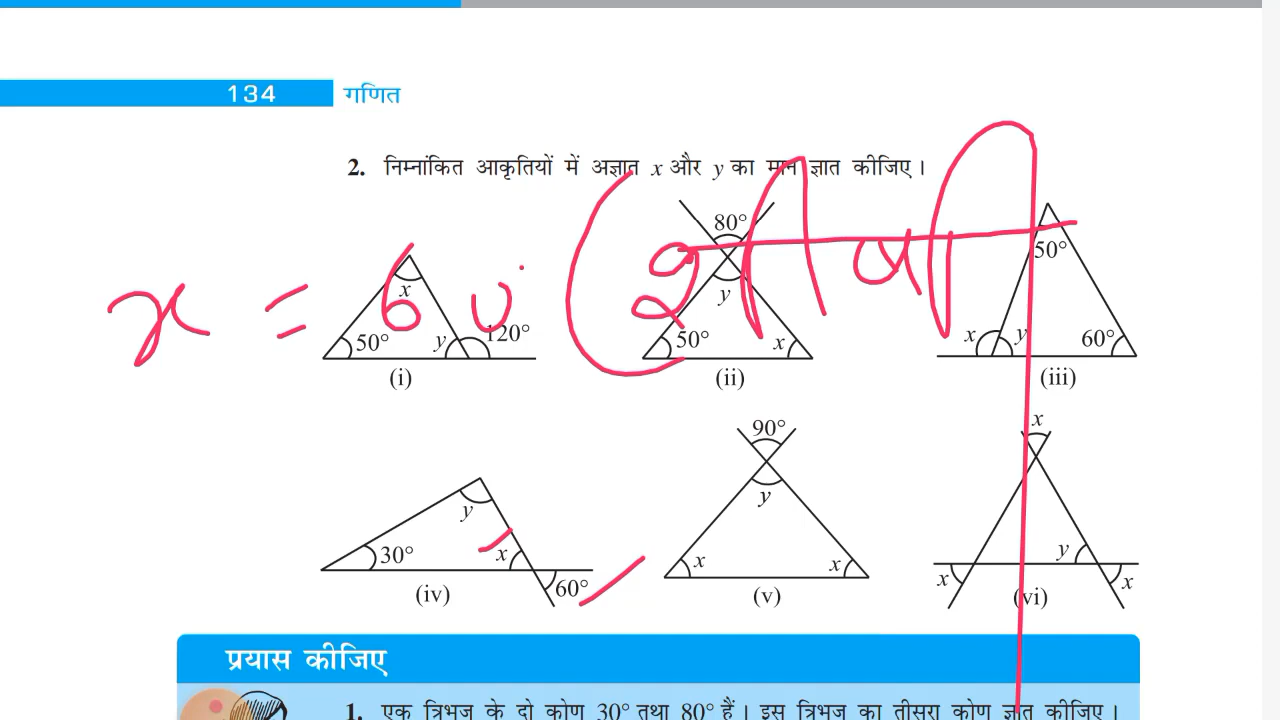 134 गणित
2. निम्नांकित आकृतियों में अज्ञात x और y का मान ज्ञात कीजिए।
80° 50°
x y
x = 60°
50° y 120° 50° x x y 60°
(i) (ii) (iii)
90° x
y y
30° x x x y
60° x x
(iv) (v) (vi)
प्रयास कीजिए
1. एक त्रिभुज के दो कोण 30° तथा 80° हैं। इस त्रिभुज का तीसरा कोण ज्ञात कीजिए।